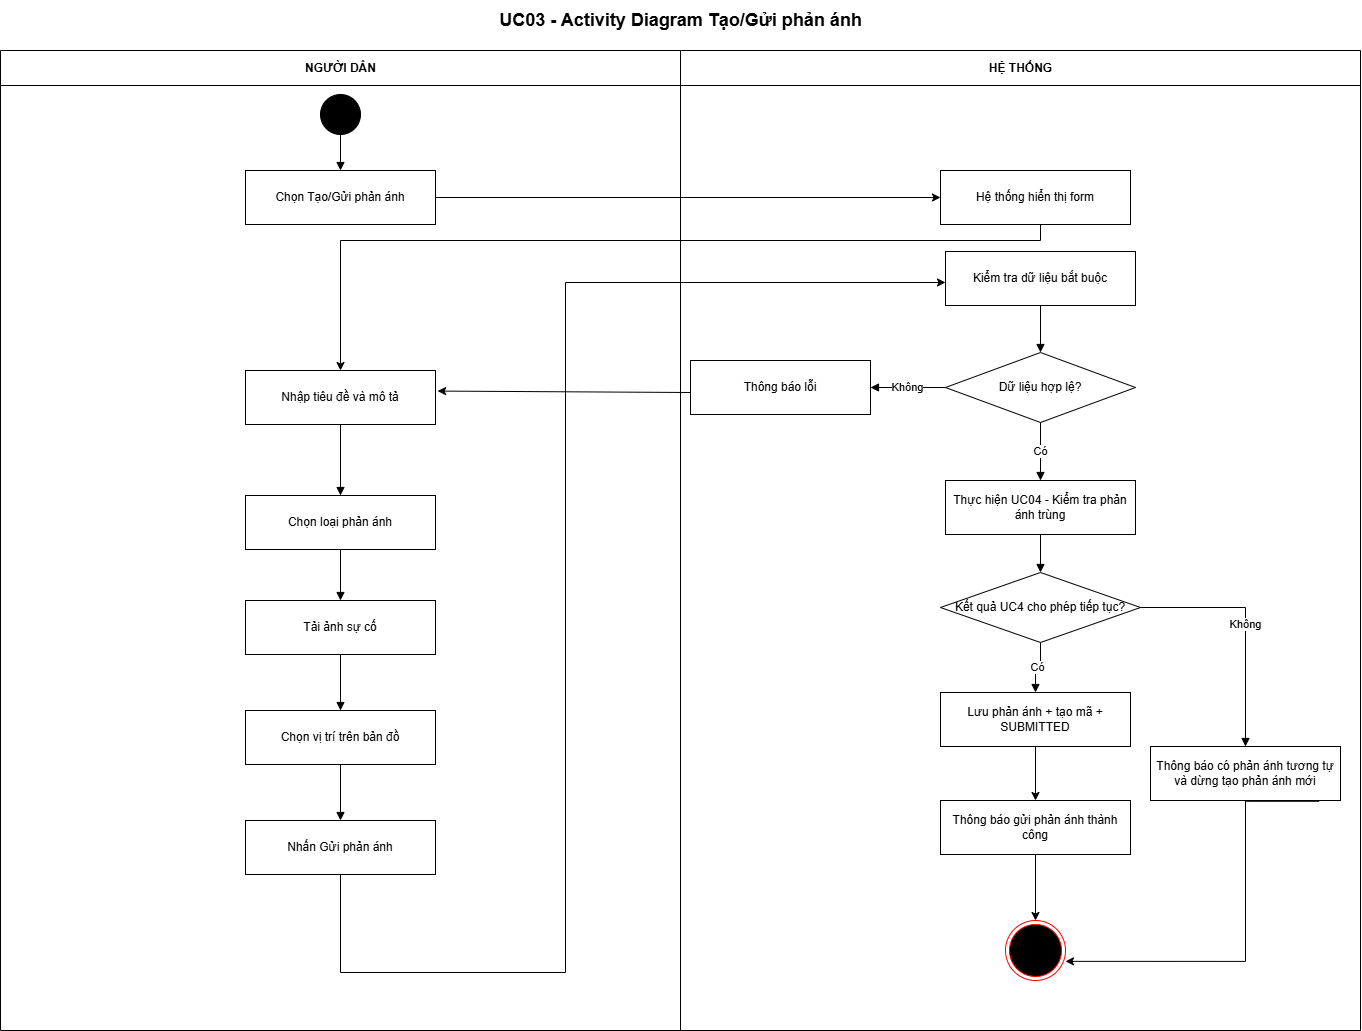 UC03 - Activity Diagram Tạo/Gửi phản ánh
NGƯỜI DÂN
HỆ THỐNG
Chọn Tạo/Gửi phản ánh
Hệ thống hiển thị form
Kiểm tra dữ liệu bắt buộc
Nhập tiêu đề và mô tả
Thông báo lỗi
Không
Dữ liệu hợp lệ?
Có
Chọn loại phản ánh
Thực hiện UC04 - Kiểm tra phản
ánh trùng
Tải ảnh sự cố
Kết quả UC4 cho phép tiếp tục?
Không
Có
Chọn vị trí trên bản đồ
Lưu phản ánh + tạo mã +
SUBMITTED
Thông báo có phản ánh tương tự
và dừng tạo phản ánh mới
Nhấn Gửi phản ánh
Thông báo gửi phản ánh thành
công